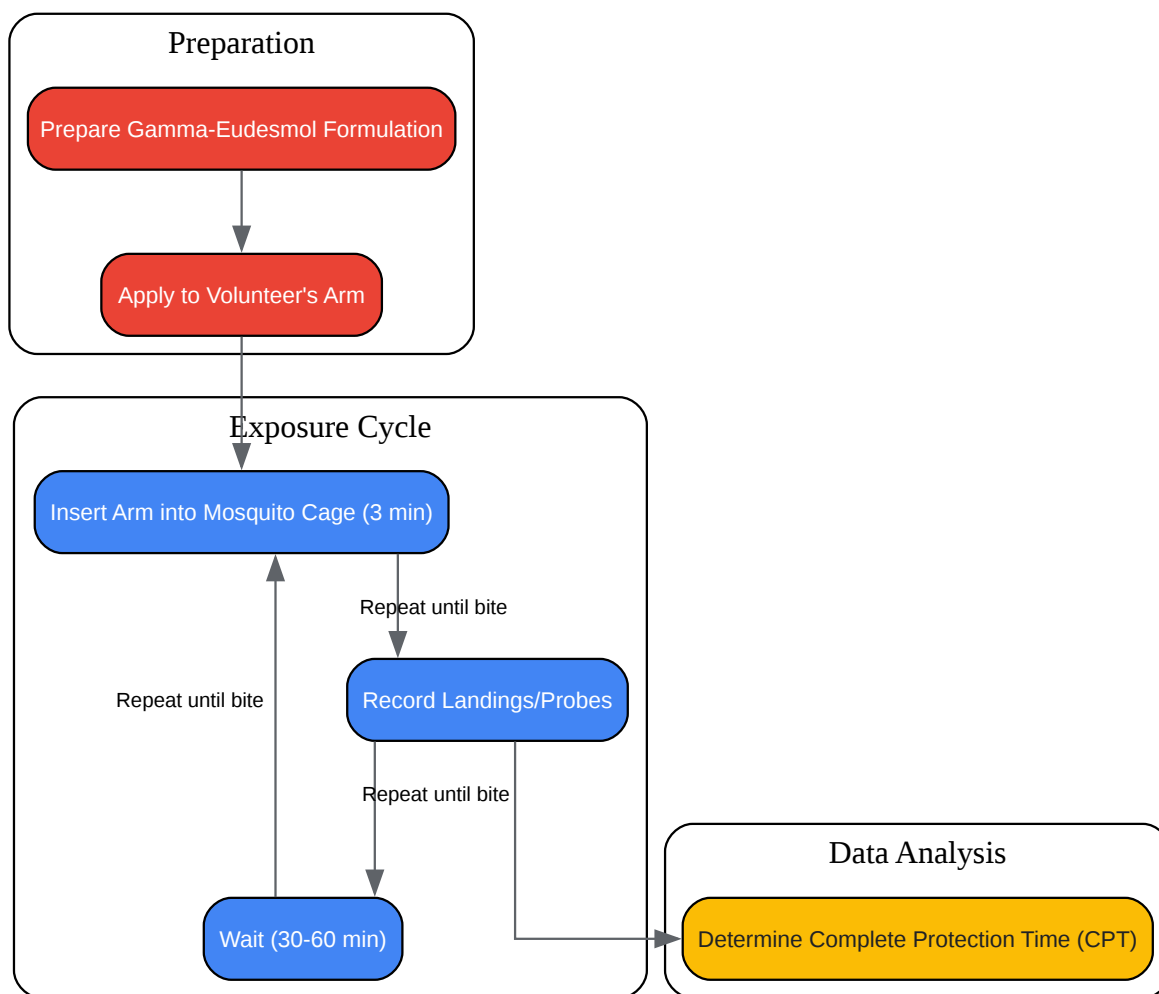 Preparation
Prepare Gamma-Eudesmol Formulation
Apply to Volunteer's Arm
Exposure Cycle
Insert Arm into Mosquito Cage (3 min)
Repeat until bite
Record Landings/Probes
Repeat until bite
Repeat until bite
Wait (30-60 min)
Data Analysis
Determine Complete Protection Time (CPT)